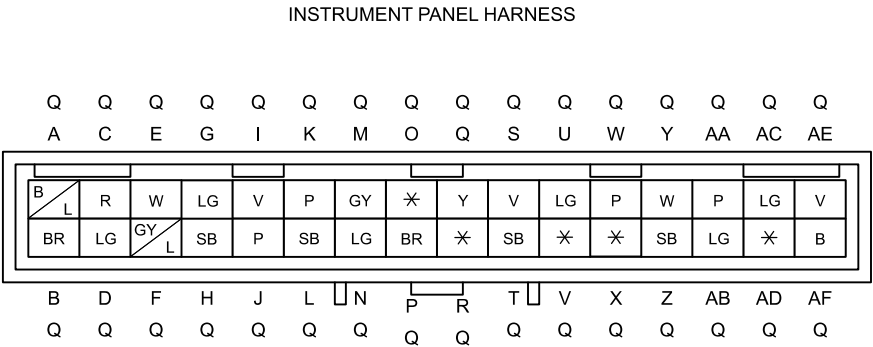 INSTRUMENT PANEL HARNESS
Q Q Q Q Q Q Q Q Q Q Q Q Q Q Q Q
A C E G I K M O Q S U W Y AA AC AE
B/L R W LG V P GY * Y V LG P W P LG V
BR LG GY/L SB P SB LG BR * SB * * SB LG * B
B D F H J L N P R T V X Z AB AD AF
Q Q Q Q Q Q Q Q Q Q Q Q Q Q Q Q